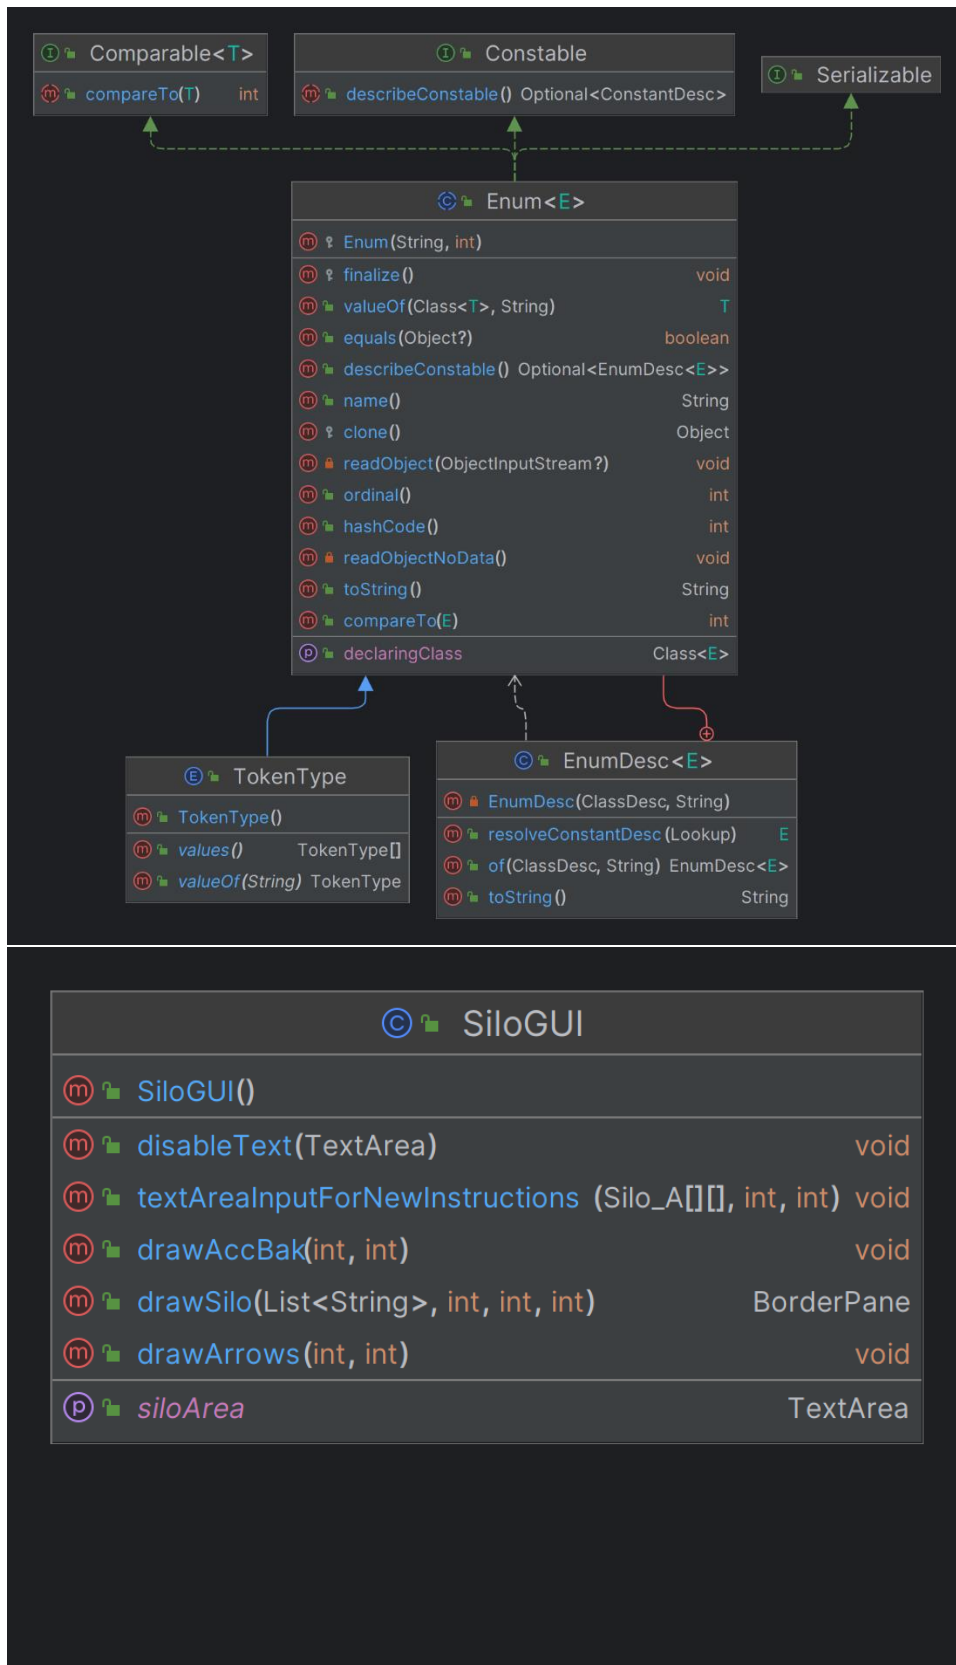 Comparable<T>
compareTo(T) int
Constable
describeConstable() Optional<ConstantDesc>
Serializable
Enum<E>
Enum(String, int)
finalize() void
valueOf(Class<T>, String) T
equals(Object?) boolean
describeConstable() Optional<EnumDesc<E>>
name() String
clone() Object
readObject(ObjectInputStream?) void
ordinal() int
hashCode() int
readObjectNoData() void
toString() String
compareTo(E) int
declaringClass Class<E>
TokenType
TokenType()
values() TokenType[]
valueOf(String) TokenType
EnumDesc<E>
EnumDesc(ClassDesc, String)
resolveConstantDesc(Lookup) E
of(ClassDesc, String) EnumDesc<E>
toString() String
SiloGUI
SiloGUI()
disableText(TextArea) void
textAreaInputForNewInstructions (Silo_A[][], int, int) void
drawAccBak(int, int) void
drawSilo(List<String>, int, int, int) BorderPane
drawArrows(int, int) void
siloArea TextArea